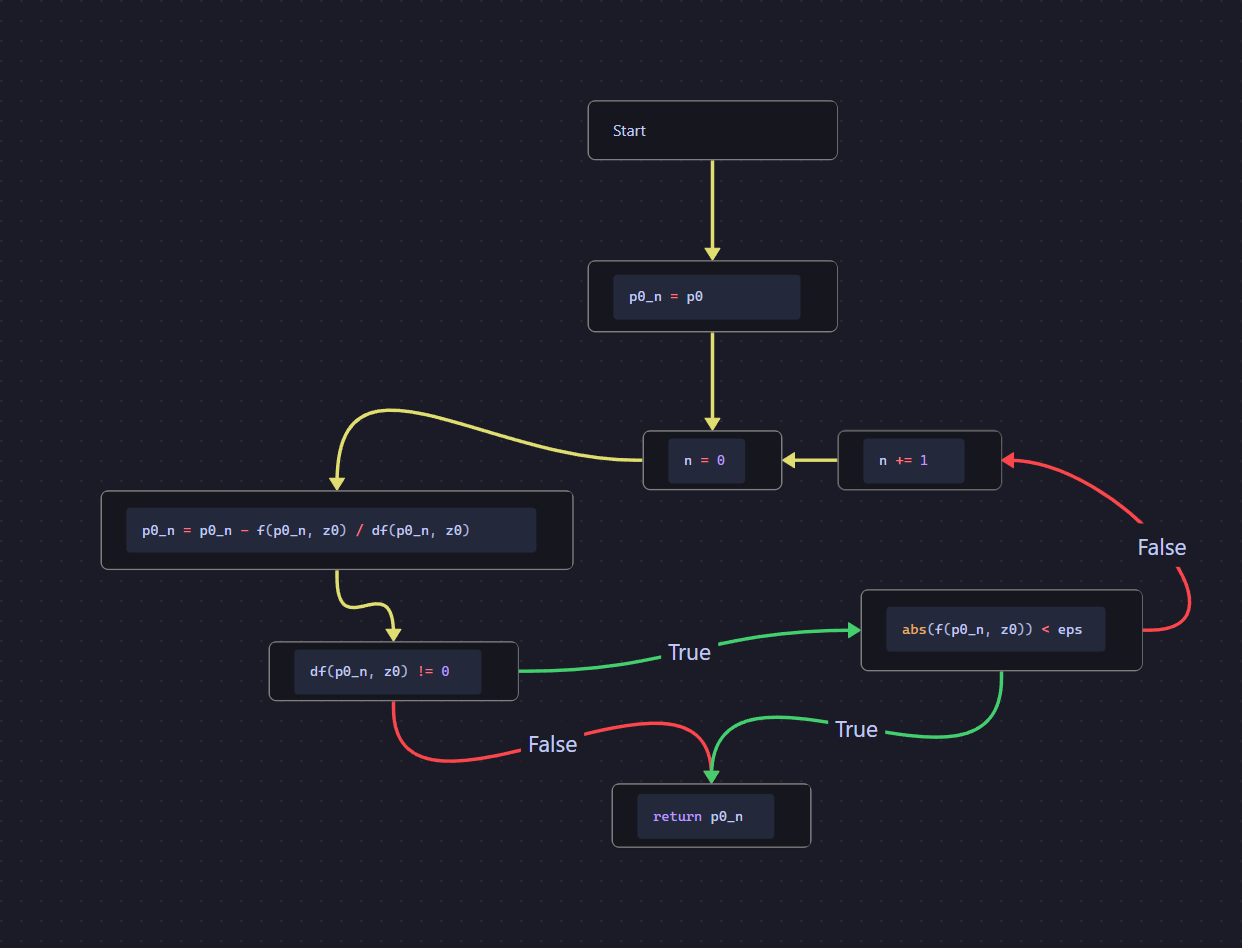 Start
p0_n = p0
n = 0
n += 1
p0_n = p0_n - f(p0_n, z0) / df(p0_n, z0)
False
abs(f(p0_n, z0)) < eps
True
df(p0_n, z0) != 0
True
False
return p0_n